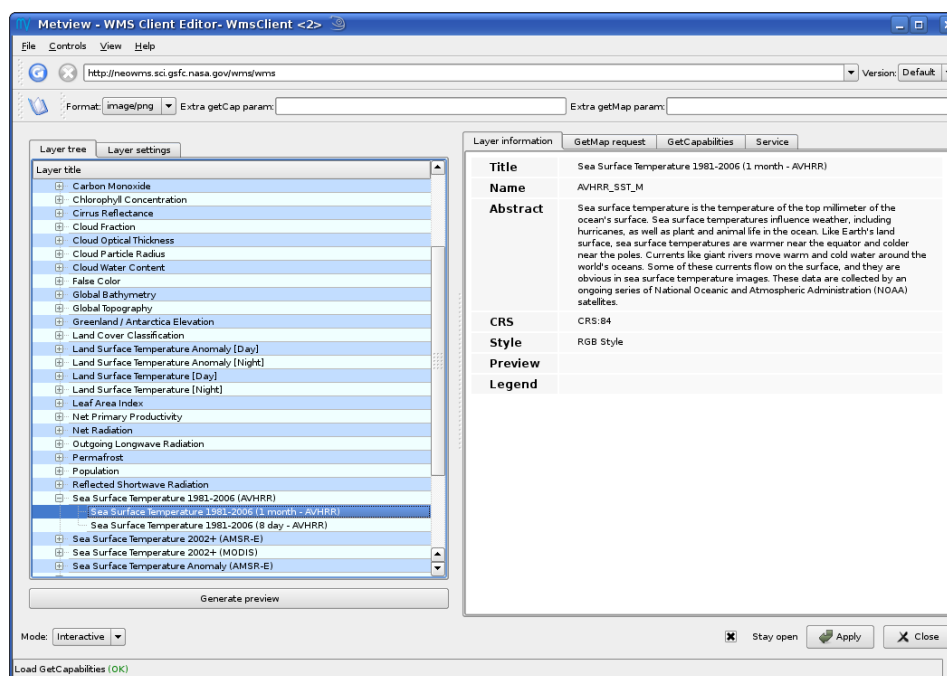 Metview - WMS Client Editor- WmsClient <2>
File Controls View Help
http://neowms.sci.gsfc.nasa.gov/wms/wms Version: Default
Format: image/png Extra getCap param: Extra getMap param:
Layer tree Layer settings
Layer title
Carbon Monoxide
Chlorophyll Concentration
Cirrus Reflectance
Cloud Fraction
Cloud Optical Thickness
Cloud Particle Radius
Cloud Water Content
False Color
Global Bathymetry
Global Topography
Greenland / Antarctica Elevation
Land Cover Classification
Land Surface Temperature Anomaly [Day]
Land Surface Temperature Anomaly [Night]
Land Surface Temperature [Day]
Land Surface Temperature [Night]
Leaf Area Index
Net Primary Productivity
Net Radiation
Outgoing Longwave Radiation
Permafrost
Population
Reflected Shortwave Radiation
Sea Surface Temperature 1981-2006 (AVHRR)
Sea Surface Temperature 1981-2006 (1 month - AVHRR)
Sea Surface Temperature 1981-2006 (8 day - AVHRR)
Sea Surface Temperature 2002+ (AMSR-E)
Sea Surface Temperature 2002+ (MODIS)
Sea Surface Temperature Anomaly (AMSR-E)
Generate preview
Layer information GetMap request GetCapabilities Service
Title Sea Surface Temperature 1981-2006 (1 month - AVHRR)
Name AVHRR_SST_M
Abstract Sea surface temperature is the temperature of the top millimeter of the
ocean's surface. Sea surface temperatures influence weather, including
hurricanes, as well as plant and animal life in the ocean. Like Earth's land
surface, sea surface temperatures are warmer near the equator and colder
near the poles. Currents like giant rivers move warm and cold water around the
world's oceans. Some of these currents flow on the surface, and they are
obvious in sea surface temperature images. These data are collected by an
ongoing series of National Oceanic and Atmospheric Administration (NOAA)
satellites.
CRS CRS:84
Style RGB Style
Preview
Legend
Mode: Interactive Stay open Apply Close
Load GetCapabilities (OK)